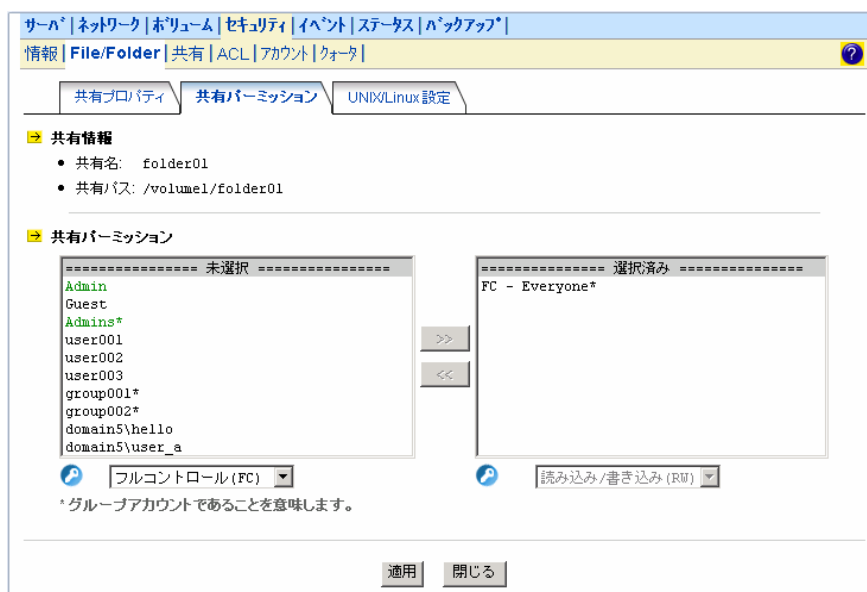 サーバ|ネットワーク|ボリューム|セキュリティ|イベント|ステータス|バックアップ|
情報|File/Folder|共有|ACL|アカウント|クォータ| ?
共有プロパティ 共有パーミッション UNIX/Linux 設定
共有情報
• 共有名: folder01
• 共有パス: /volume1/folder01
共有パーミッション
================ 未選択 ================ =============== 選択済み ===============
Admin FC - Everyone*
Guest
Admins*
user001
>>
user002
user003
<<
group001*
group002*
domain5\hello
domain5\user_a
フルコントロール(FC) 読み込み/書き込み(RW)
*グループアカウントであることを意味します。
適用 閉じる